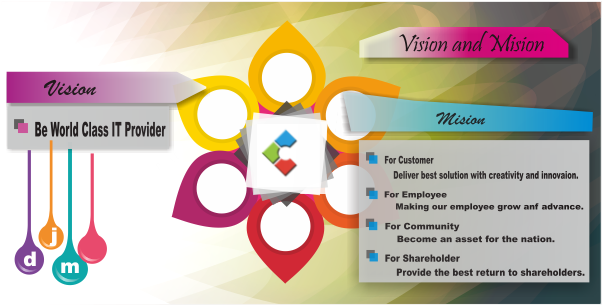 Vision and Mision
Vision
Be World Class IT Provider
d
j
m
Mision
For Customer
Deliver best solution with creativity and innovaion.
For Employee
Making our employee grow anf advance.
For Community
Become an asset for the nation.
For Shareholder
Provide the best return to shareholders.